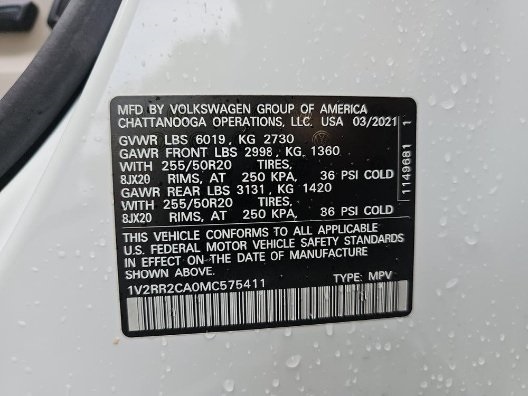 MFD BY VOLKSWAGEN GROUP OF AMERICA
CHATTANOOGA OPERATIONS, LLC. USA 03/2021
GVWR LBS 6019, KG 2730
GAWR FRONT LBS 2998, KG 1360
WITH 255/50R20 TIRES,
8JX20 RIMS, AT 250 KPA, 36 PSI COLD
GAWR REAR LBS 3131, KG 1420
WITH 255/50R20 TIRES,
8JX20 RIMS, AT 250 KPA, 36 PSI COLD
THIS VEHICLE CONFORMS TO ALL APPLICABLE
U.S. FEDERAL MOTOR VEHICLE SAFETY STANDARDS
IN EFFECT ON THE DATE OF MANUFACTURE
SHOWN ABOVE.
1V2RR2CA0MC575411 TYPE: MPV
1149681 1